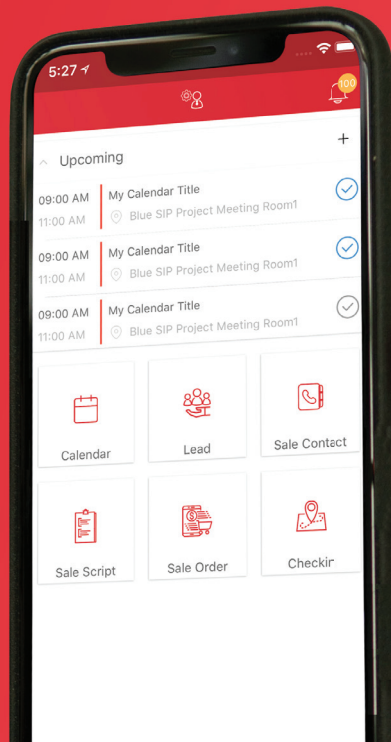 5:27
100
Upcoming
+
09:00 AM My Calendar Title
11:00 AM Blue SIP Project Meeting Room1
09:00 AM My Calendar Title
11:00 AM Blue SIP Project Meeting Room1
09:00 AM My Calendar Title
11:00 AM Blue SIP Project Meeting Room1
Calendar Lead Sale Contact
Sale Script Sale Order Checkin